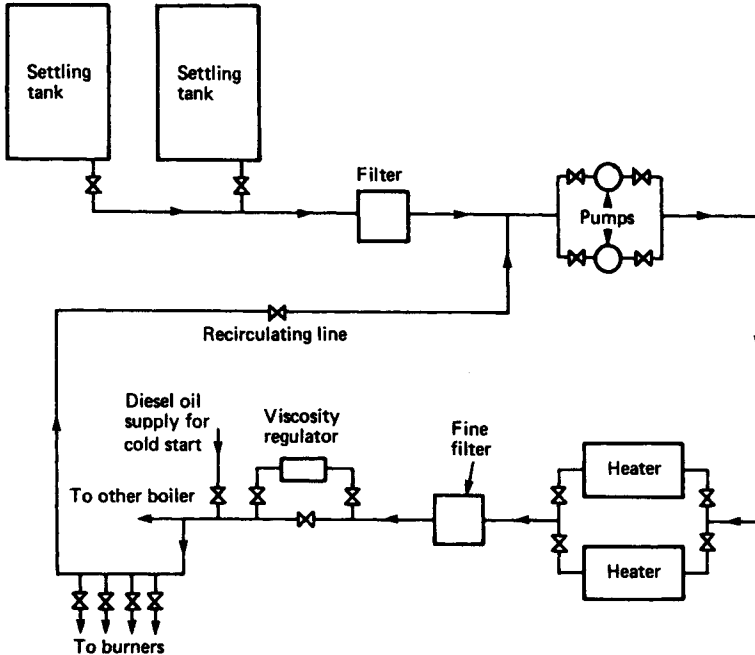 Settling
tank
Settling
tank
Filter
Pumps
Recirculating line
Diesel oil
supply for
cold start
Viscosity
regulator
Fine
filter
Heater
To other boiler
Heater
To burners